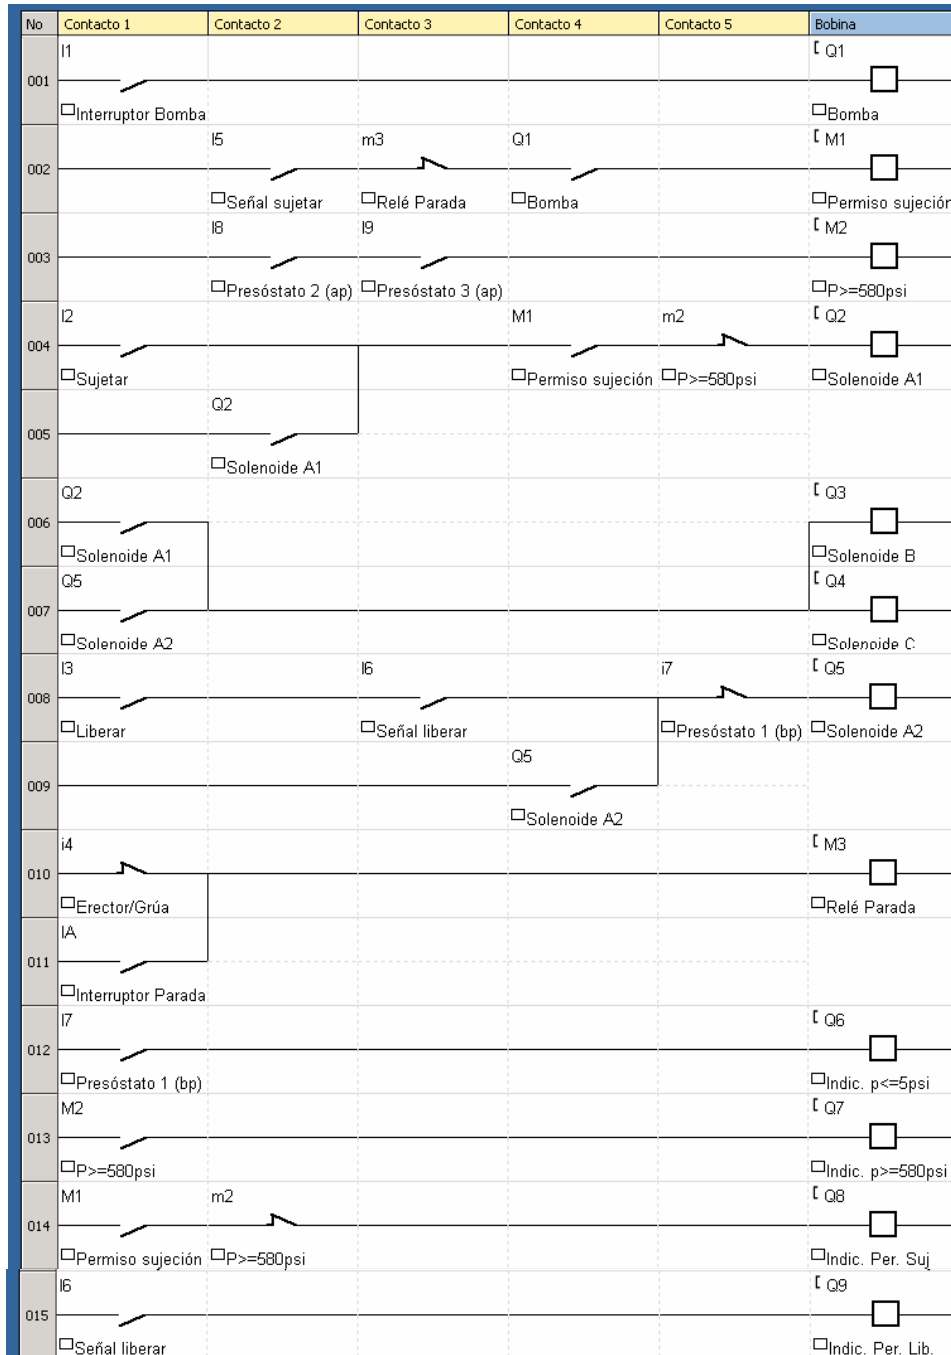 No Contacto 1 Contacto 2 Contacto 3 Contacto 4 Contacto 5 Bobina
I1 [ Q1
001
Interruptor Bomba Bomba
I5 m3 Q1 [ M1
002
Señal sujetar Relé Parada Bomba Permiso sujeción
I8 I9 [ M2
003
Presóstato 2 (ap) Presóstato 3 (ap) P>=580psi
I2 M1 m2 [ Q2
004
Sujetar Permiso sujeción P>=580psi Solenoide A1
Q2
005
Solenoide A1
Q2 [ Q3
006
Solenoide A1 Solenoide B
Q5 [ Q4
007
Solenoide A2 Solenoide C
I3 I6 i7 [ Q5
008
Liberar Señal liberar Presóstato 1 (bp) Solenoide A2
Q5
009
Solenoide A2
i4 [ M3
010
Erector/Grúa Relé Parada
IA
011
Interruptor Parada
I7 [ Q6
012
Presóstato 1 (bp) Indic. p<=5psi
M2 [ Q7
013
P>=580psi Indic. p>=580psi
M1 m2 [ Q8
014
Permiso sujeción P>=580psi Indic. Per. Suj
I6 [ Q9
015
Señal liberar Indic. Per. Lib.